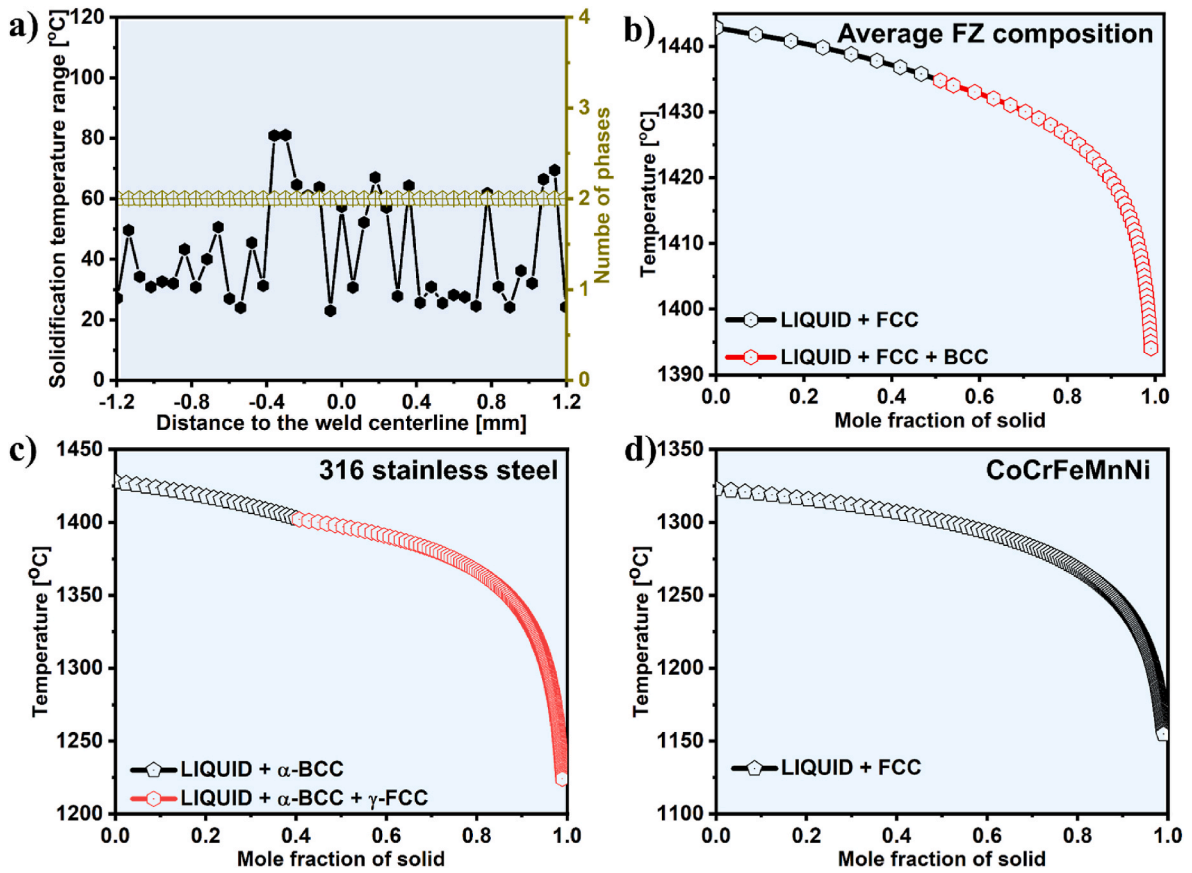 a)
Solidification temperature range [°C]
120
100
80
60
40
20
0
-1.2
-0.8
-0.4
0.0
0.4
0.8
1.2
Distance to the weld centerline [mm]
4
3
2
1
0
Numbe of phases
b)
Average FZ composition
Temperature [°C]
1440
1430
1420
1410
1400
1390
LIQUID + FCC
LIQUID + FCC + BCC
0.0
0.2
0.4
0.6
0.8
1.0
Mole fraction of solid
c)
316 stainless steel
Temperature [°C]
1450
1400
1350
1300
1250
1200
LIQUID + α-BCC
LIQUID + α-BCC + γ-FCC
0.0
0.2
0.4
0.6
0.8
1.0
Mole fraction of solid
d)
CoCrFeMnNi
Temperature [°C]
1350
1300
1250
1200
1150
1100
LIQUID + FCC
0.0
0.2
0.4
0.6
0.8
1.0
Mole fraction of solid